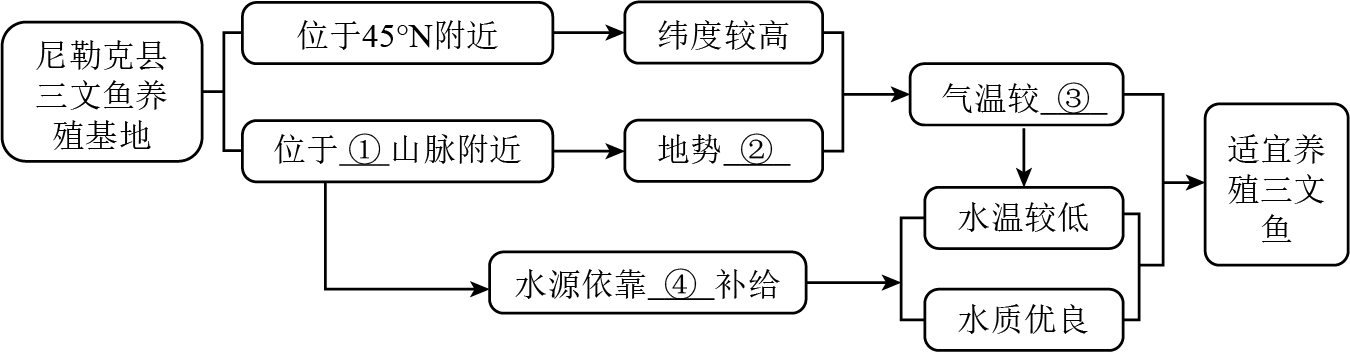 尼勒克县
三文鱼养
殖基地
位于45°N附近
纬度较高
位于①山脉附近
地势②
气温较③
水温较低
水源依靠④补给
水质优良
适宜养
殖三文
鱼